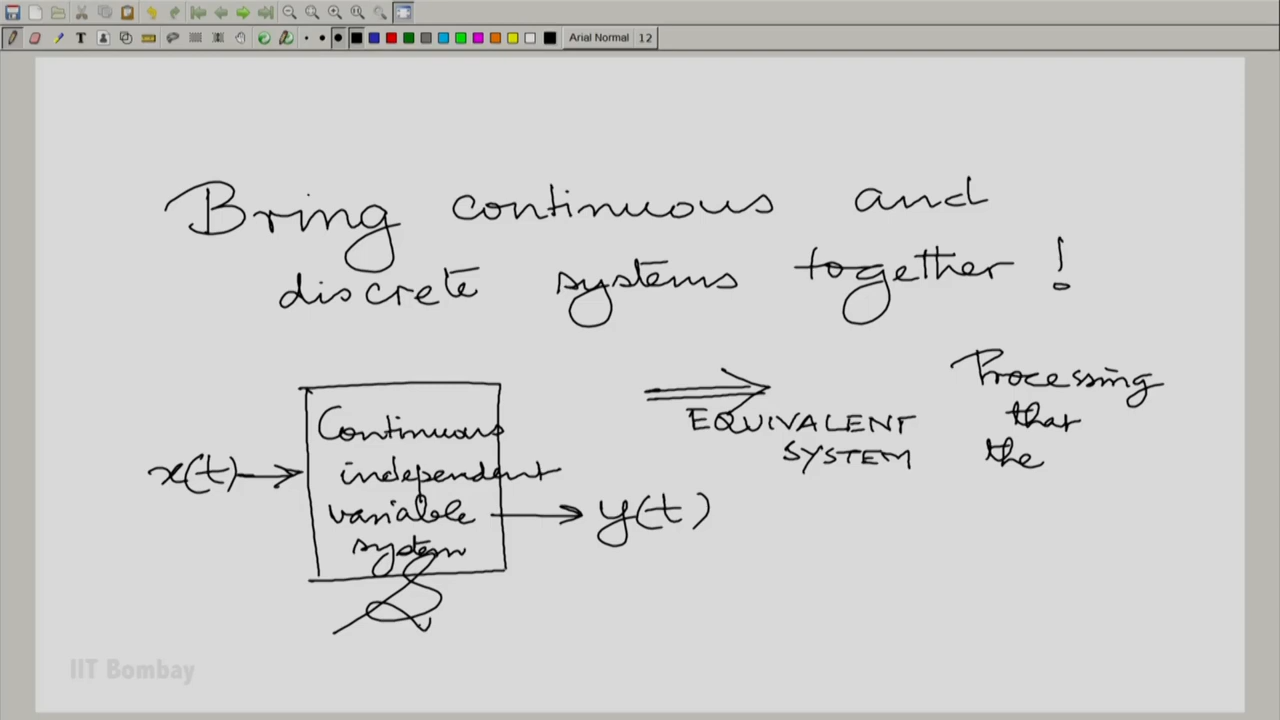 Arial Normal 12
Bring continuous and
discrete systems together!
Continuous
independent
variable
system
x(t)
y(t)
EQUIVALENT
SYSTEM
Processing
that
the
IIT Bombay